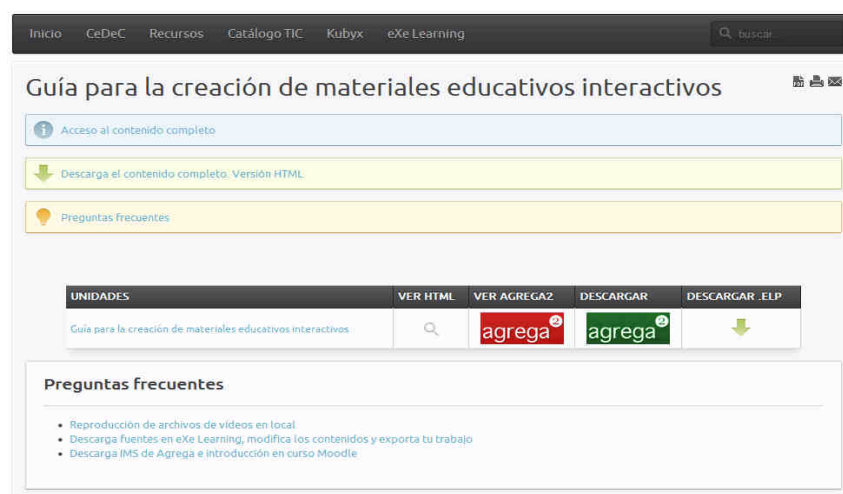 Inicio CeDeC Recursos Catálogo TIC Kubyx eXe Learning buscar...
Guía para la creación de materiales educativos interactivos
Acceso al contenido completo
Descarga el contenido completo. Versión HTML
Preguntas frecuentes
UNIDADES VER HTML VER AGREGA2 DESCARGAR DESCARGAR .ELP
Guía para la creación de materiales educativos interactivos agrega2 agrega2
Preguntas frecuentes
Reproducción de archivos de vídeos en local
Descarga fuentes en eXe Learning, modifica los contenidos y exporta tu trabajo
Descarga IMS de Agrega e introducción en curso Moodle